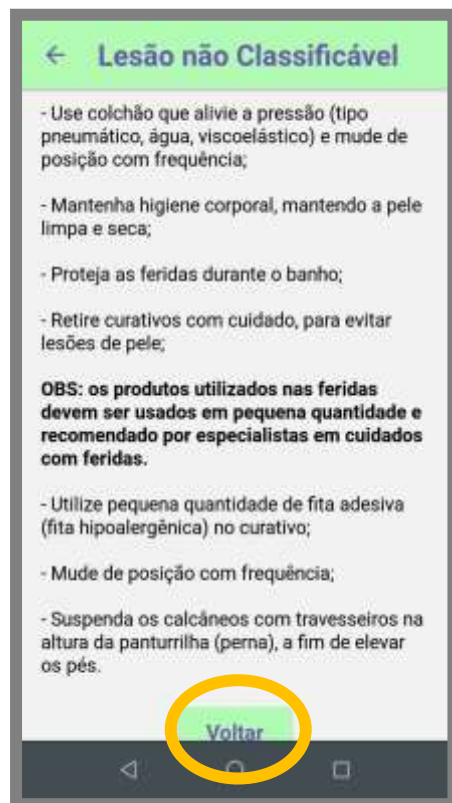 ← Lesão não Classificável
- Use colchão que alivie a pressão (tipo
pneumático, água, viscoelástico) e mude de
posição com frequência;
- Mantenha higiene corporal, mantendo a pele
limpa e seca;
- Proteja as feridas durante o banho;
- Retire curativos com cuidado, para evitar
lesões de pele;
OBS: os produtos utilizados nas feridas
devem ser usados em pequena quantidade e
recomendado por especialistas em cuidados
com feridas.
- Utilize pequena quantidade de fita adesiva
(fita hipoalergênica) no curativo;
- Mude de posição com frequência;
- Suspenda os calcâneos com travesseiros na
altura da panturrilha (perna), a fim de elevar
os pés.
Voltar